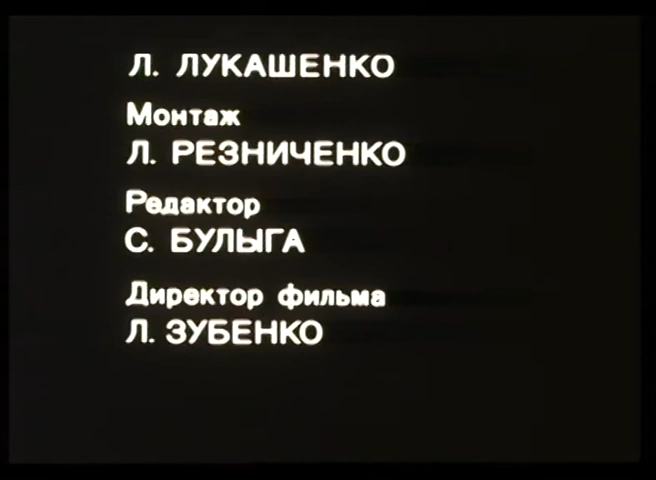 Л. ЛУКАШЕНКО
Монтаж
Л. РЕЗНИЧЕНКО
Редактор
С. БУЛЫГА
Директор фильма
Л. ЗУБЕНКО